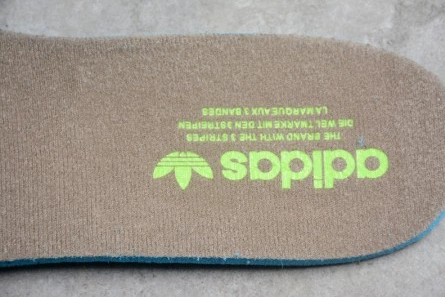 adidas
THE BRAND WITH THE 3 STRIPES
DIE WELTMARKE MIT DEN 3 STREIFEN
LA MARQUE AUX 3 BANDES